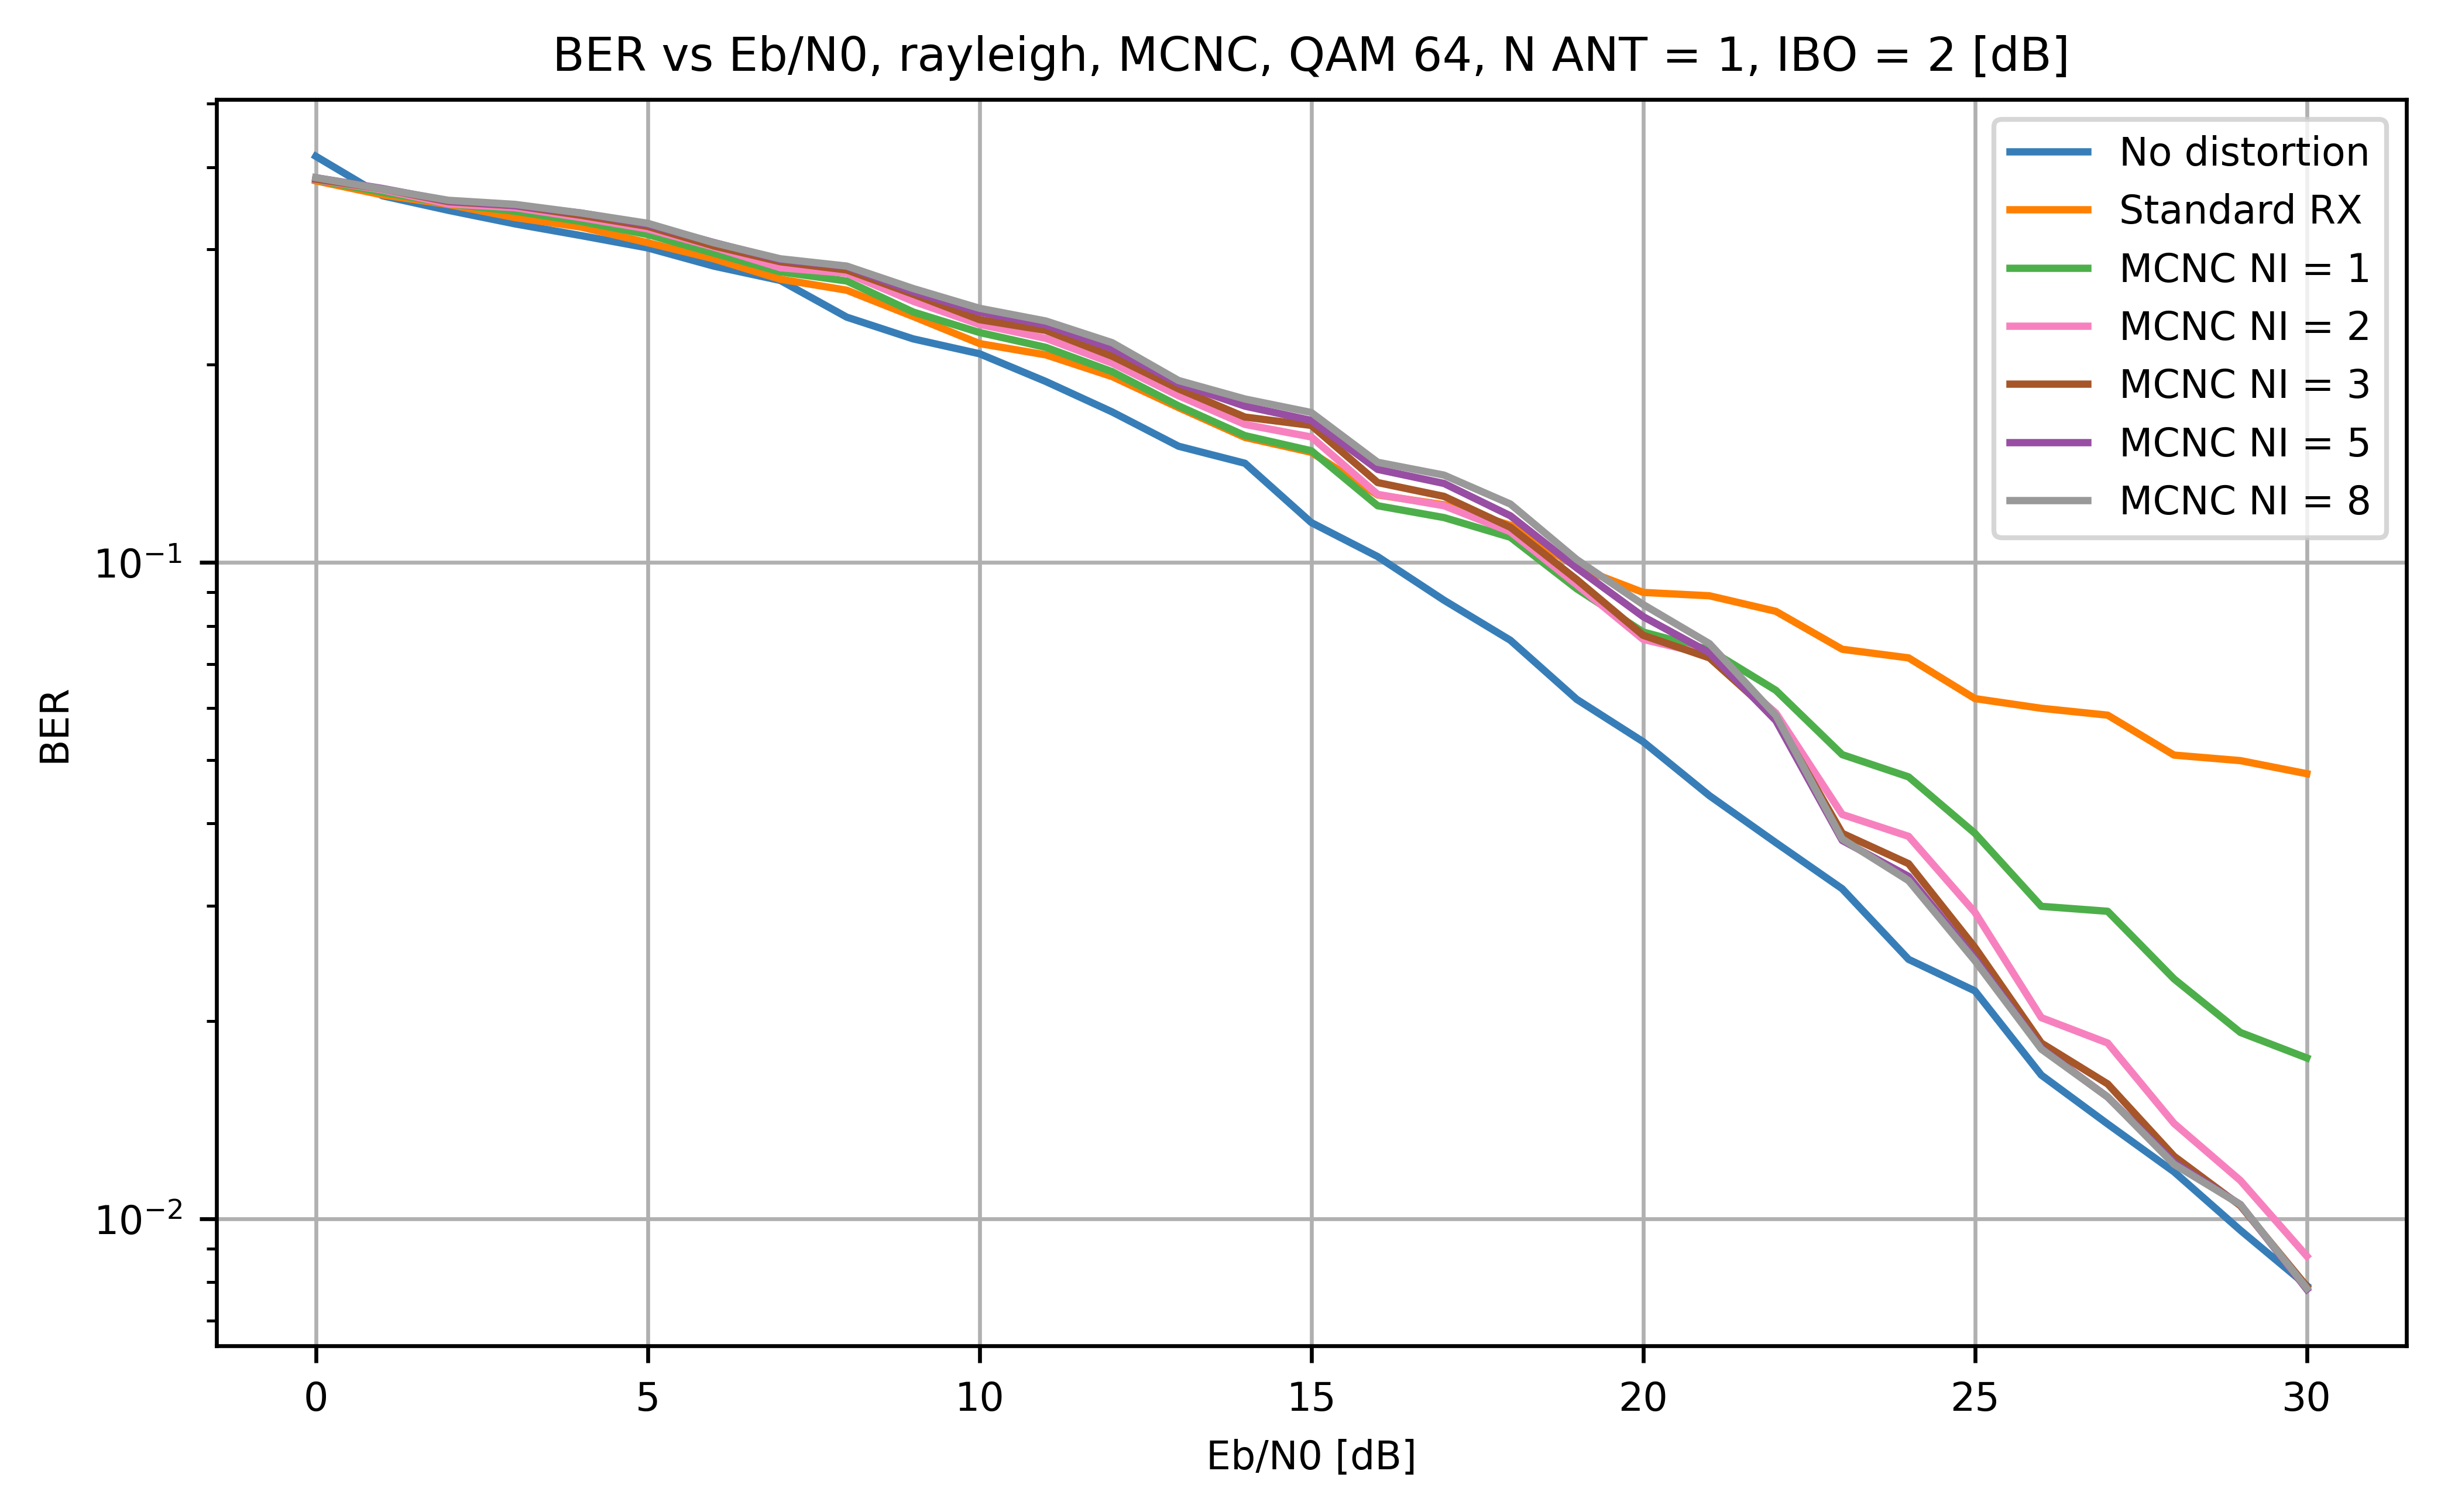 BER vs Eb/N0, rayleigh, MCNC, QAM 64, N ANT = 1, IBO = 2 [dB]
No distortion
Standard RX
MCNC NI = 1
MCNC NI = 2
MCNC NI = 3
MCNC NI = 5
MCNC NI = 8
BER
10⁻¹
10⁻²
0 5 10 15 20 25 30
Eb/N0 [dB]